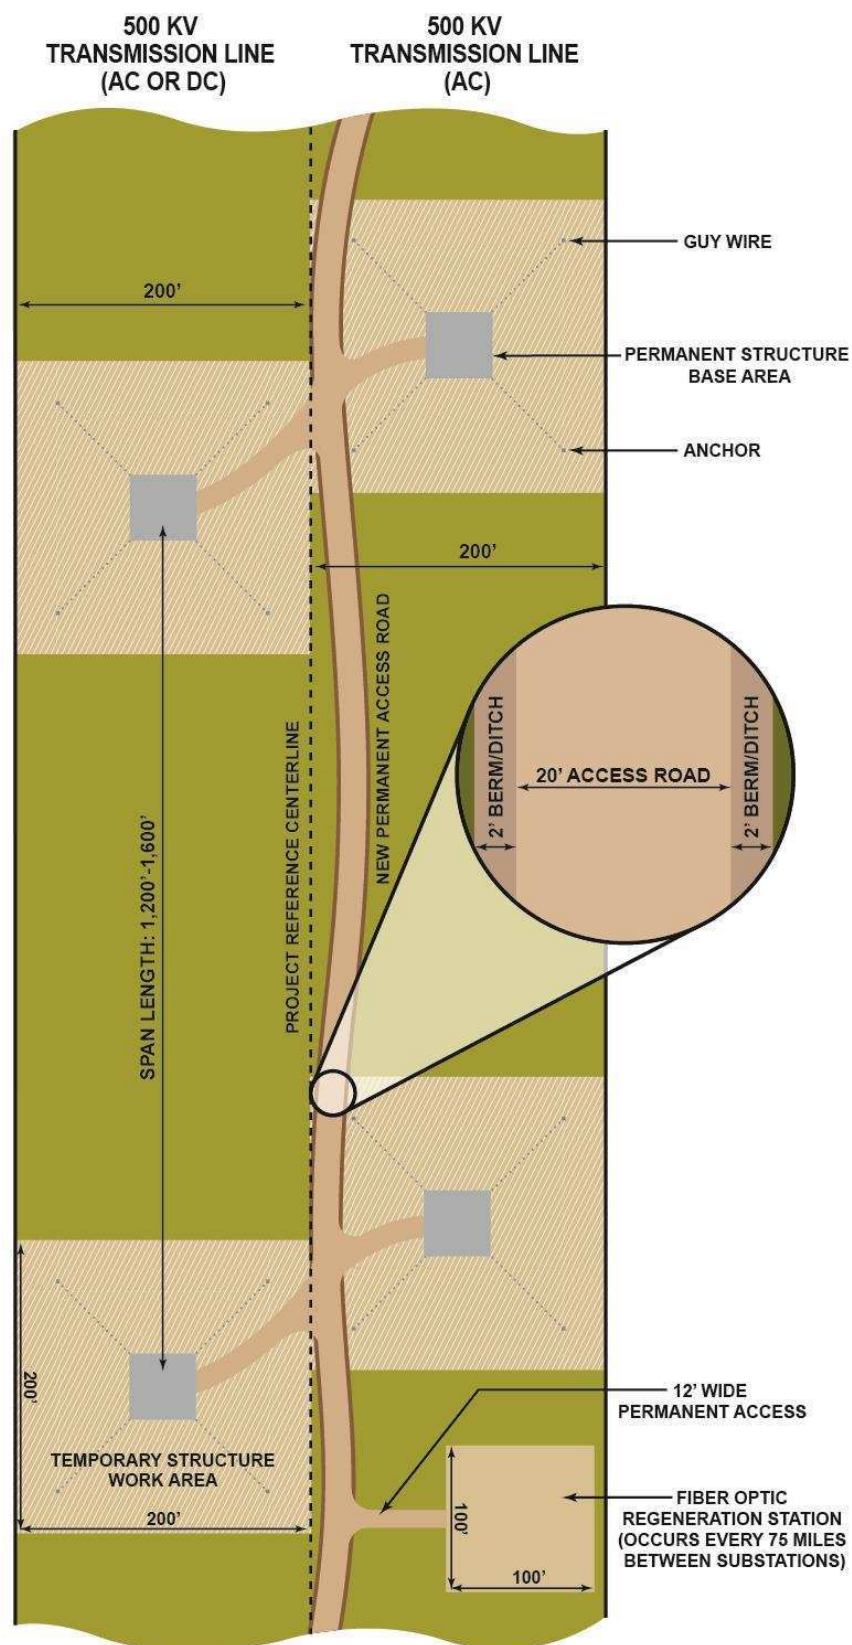 500 KV
TRANSMISSION LINE
(AC OR DC)
500 KV
TRANSMISSION LINE
(AC)
GUY WIRE
200'
PERMANENT STRUCTURE
BASE AREA
ANCHOR
200'
NEW PERMANENT ACCESS ROAD
PROJECT REFERENCE CENTERLINE
2' BERM/DITCH
20' ACCESS ROAD
2' BERM/DITCH
SPAN LENGTH: 1,200'-1,600'
200'
12' WIDE
PERMANENT ACCESS
TEMPORARY STRUCTURE
WORK AREA
200'
100'
FIBER OPTIC
REGENERATION STATION
(OCCURS EVERY 75 MILES
BETWEEN SUBSTATIONS)
100'